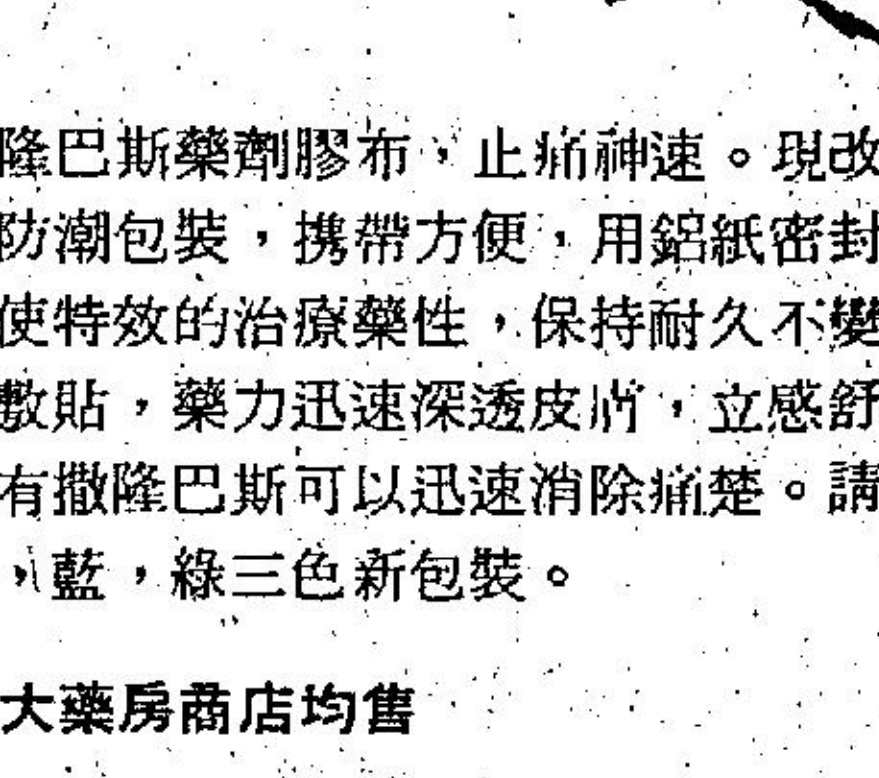 隆巴斯藥劑膠布，止痛神速。現改
防潮包裝，携帶方便，用鋁紙密封
使特效的治療藥性，保持耐久不變
敷貼，藥力迅速深透皮膚，立感舒
有撒隆巴斯可以迅速消除痛楚。請
，藍，綠三色新包裝。
大藥房商店均售